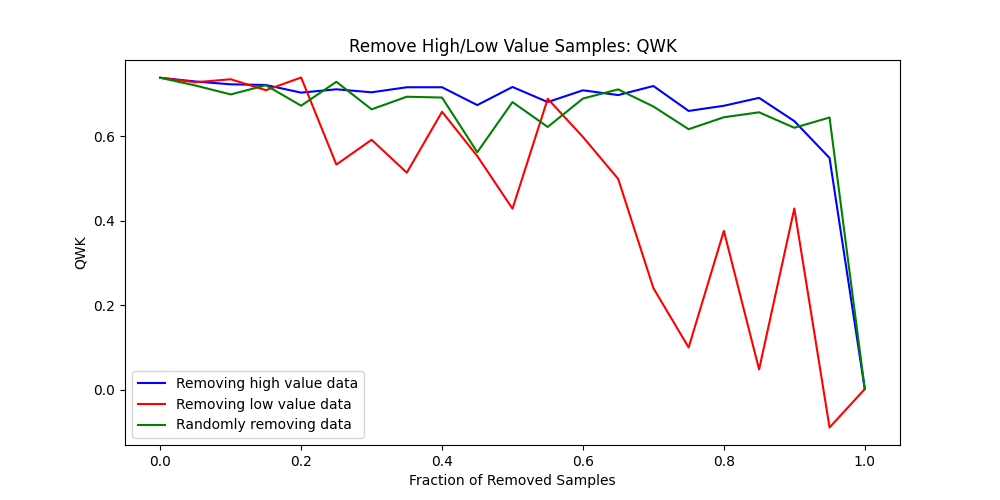 Remove High/Low Value Samples: QWK
QWK
0.6
0.4
0.2
0.0
Removing high value data
Removing low value data
Randomly removing data
0.0 0.2 0.4 0.6 0.8 1.0
Fraction of Removed Samples